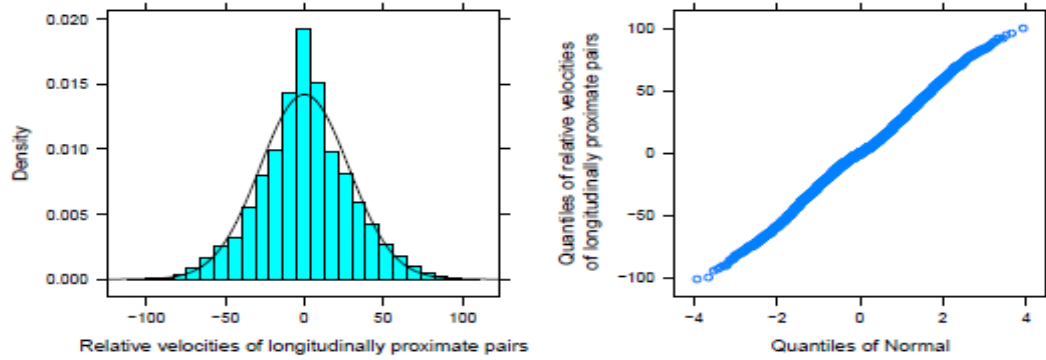 0.020
0.015
0.010
0.005
0.000
Density
−100 −50 0 50 100
Relative velocities of longitudinally proximate pairs
100
50
0
−50
−100
Quantiles of relative velocities
of longitudinally proximate pairs
−4 −2 0 2 4
Quantiles of Normal